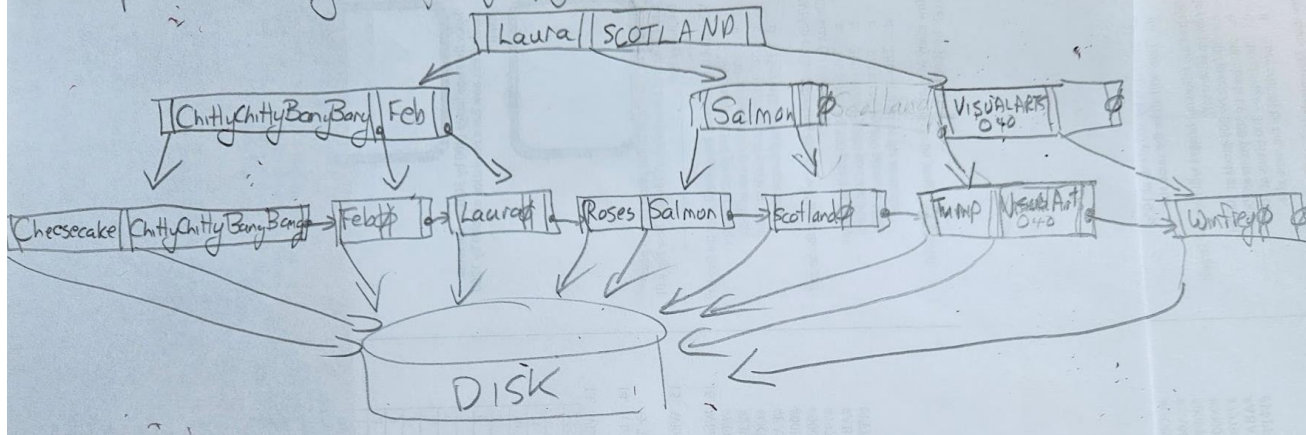 Laura SCOTLAND
ChittyChittyBangBang Feb Salmon Ø Scotland VISUALARTS Ø
040
Cheesecake ChittyChittyBangBang Feb Ø Laura Ø Roses Salmon Scotland Ø Trump VisualArt Winfrey Ø Ø
040
DISK